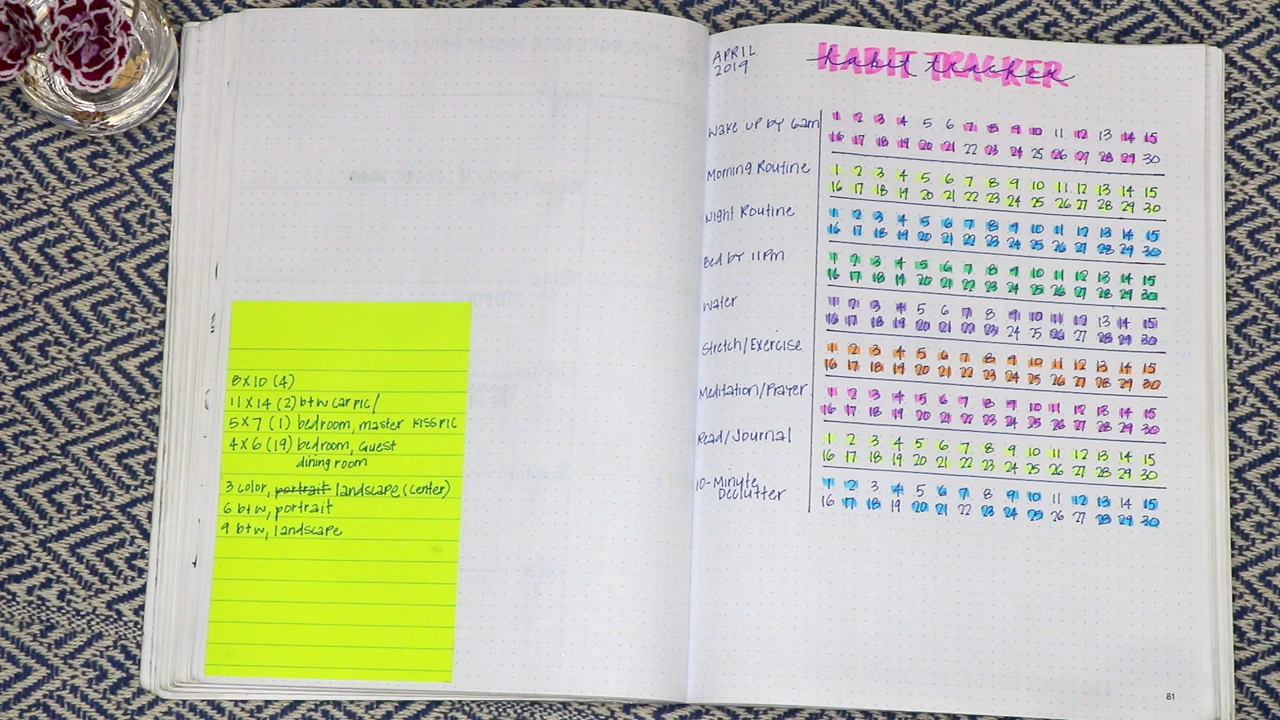 8x10 (4)
11x14 (2) btw car pic/
5x7 (1) bedroom, master kiss pic
4x6 (19) bedroom, guest
dining room
3 color, portrait landscape (center)
6 btw, portrait
9 btw, landscape
APRIL
2019
HABIT TRACKER
habit tracker
Wake up by 6am
1 2 3 4 5 6 7 8 9 10 11 12 13 14 15
16 17 18 19 20 21 22 23 24 25 26 27 28 29 30
Morning Routine
1 2 3 4 5 6 7 8 9 10 11 12 13 14 15
16 17 18 19 20 21 22 23 24 25 26 27 28 29 30
Night Routine
1 2 3 4 5 6 7 8 9 10 11 12 13 14 15
16 17 18 19 20 21 22 23 24 25 26 27 28 29 30
Bed by 11pm
1 2 3 4 5 6 7 8 9 10 11 12 13 14 15
16 17 18 19 20 21 22 23 24 25 26 27 28 29 30
Water
1 2 3 4 5 6 7 8 9 10 11 12 13 14 15
16 17 18 19 20 21 22 23 24 25 26 27 28 29 30
Stretch/Exercise
1 2 3 4 5 6 7 8 9 10 11 12 13 14 15
16 17 18 19 20 21 22 23 24 25 26 27 28 29 30
Meditation/Prayer
1 2 3 4 5 6 7 8 9 10 11 12 13 14 15
16 17 18 19 20 21 22 23 24 25 26 27 28 29 30
Read/Journal
1 2 3 4 5 6 7 8 9 10 11 12 13 14 15
16 17 18 19 20 21 22 23 24 25 26 27 28 29 30
10-Minute
Declutter
1 2 3 4 5 6 7 8 9 10 11 12 13 14 15
16 17 18 19 20 21 22 23 24 25 26 27 28 29 30
81